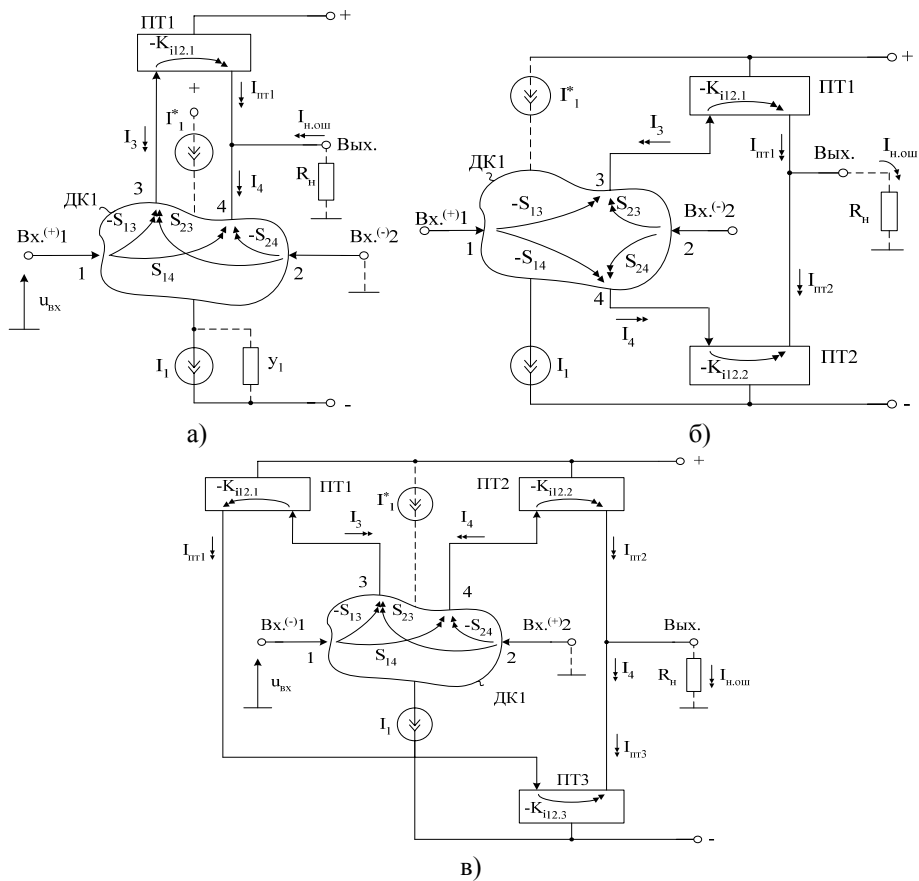 ПТ1
+
-K_i12.1
I_пт1
+
I*_1
I_н.ош
Вых.
I_3
R_н
I_4
3
4
ДК1
-S_13
S_23
-S_24
Вх.(+)1
Вх.(-)2
1
S_14
2
u_вх
I_1
У_1
-
а)
+
I*_1
-K_i12.1
ПТ1
I_3
I_пт1
I_н.ош
Вых.
ДК1
3
-S_13
S_23
R_н
Вх.(+)1
Вх.(-)2
1
-S_14
S_24
2
4
I_пт2
I_4
I_1
-K_i12.2
ПТ2
-
б)
+
-K_i12.1
ПТ1
I*_1
ПТ2
-K_i12.2
I_3
I_4
I_пт1
I_пт2
3
4
-S_13
S_23
-S_24
Вх.(-)1
Вх.(+)2
Вых.
1
S_14
2
I_4
R_н
I_н.ош
u_вх
ДК1
I_1
I_пт3
ПТ3
-K_i12.3
-
в)